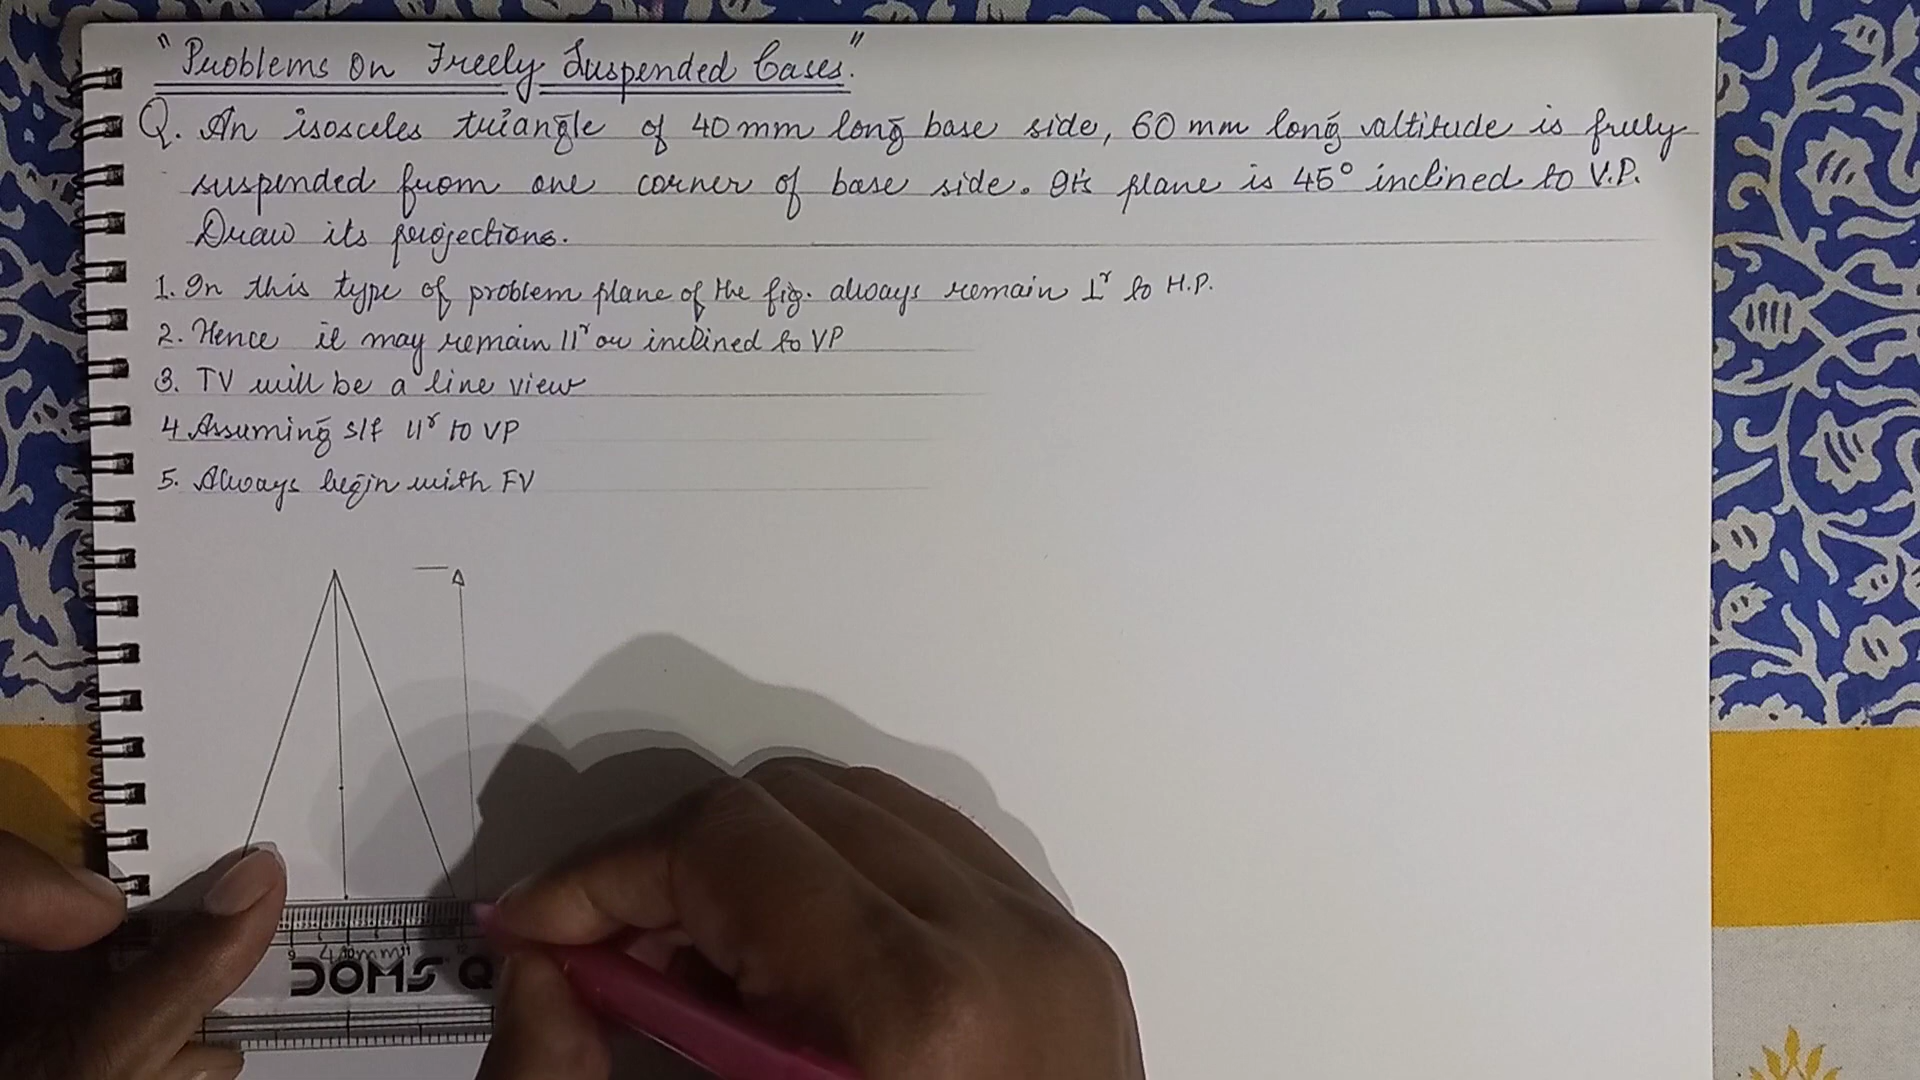 "Problems on Freely Suspended Cases."
Q. An isosceles triangle of 40 mm long base side, 60 mm long altitude is freely
suspended from one corner of base side. Its plane is 45° inclined to V.P.
Draw its projections.
1. In this type of problem plane of the fig. always remain ⊥r to H.P.
2. Hence it may remain 11r or inclined to VP
3. TV will be a line view
4 Assuming s/f 11r to VP
5. Always begin with FV
DOMS